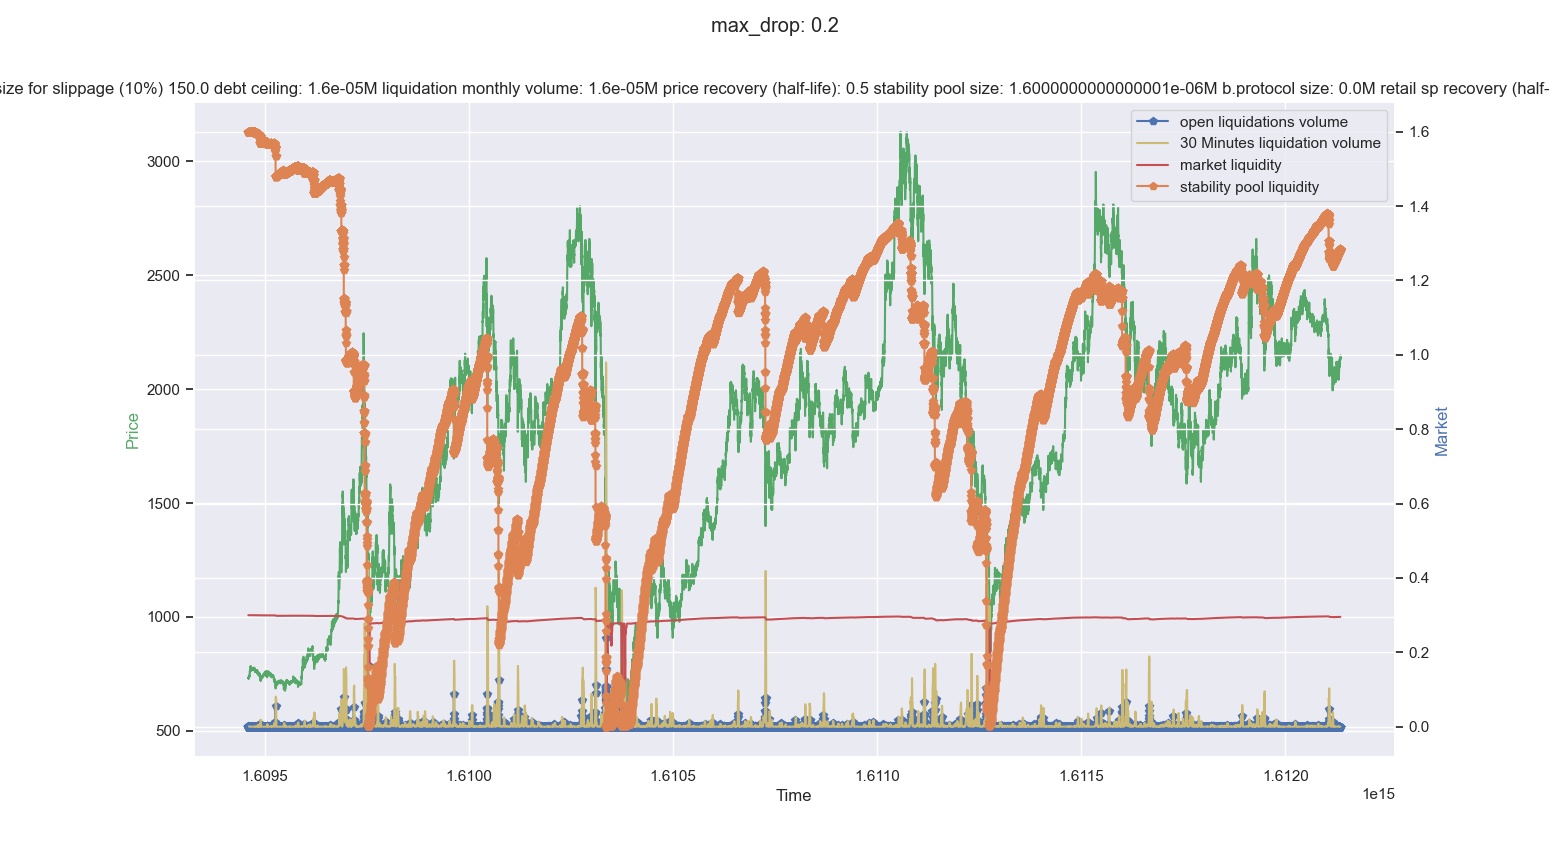 max_drop: 0.2
size for slippage (10%) 150.0 debt ceiling: 1.6e-05M liquidation monthly volume: 1.6e-05M price recovery (half-life): 0.5 stability pool size: 1.6000000000000001e-06M b.protocol size: 0.0M retail sp recovery (half-
open liquidations volume
30 Minutes liquidation volume
market liquidity
stability pool liquidity
3000
2500
2000
1500
1000
500
Price
1.6
1.4
1.2
1.0
0.8
0.6
0.4
0.2
0.0
Market
1.6095
1.6100
1.6105
1.6110
1.6115
1.6120
Time
1e15